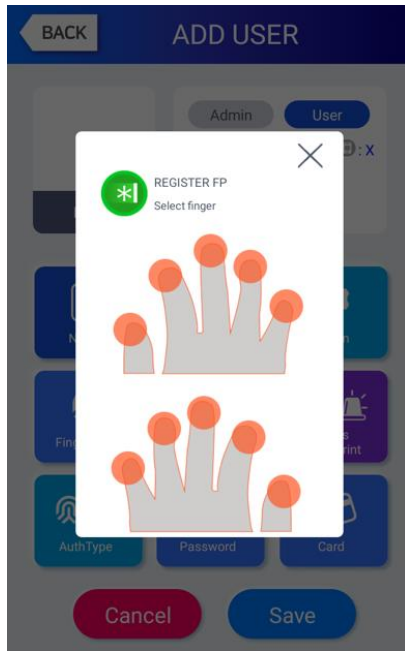 BACK
ADD USER
Admin
User
: X
REGISTER FP
Select finger
AuthType
Password
Card
Cancel
Save